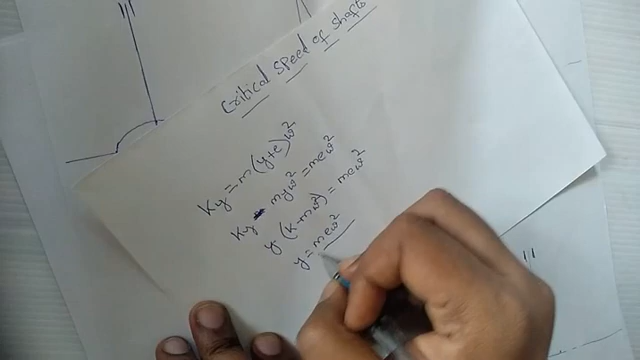 Critical Speed of Shafts
Ky = m(y+e)ω²
Ky - myω² = meω²
y(K-mω²) = meω²
y = meω²